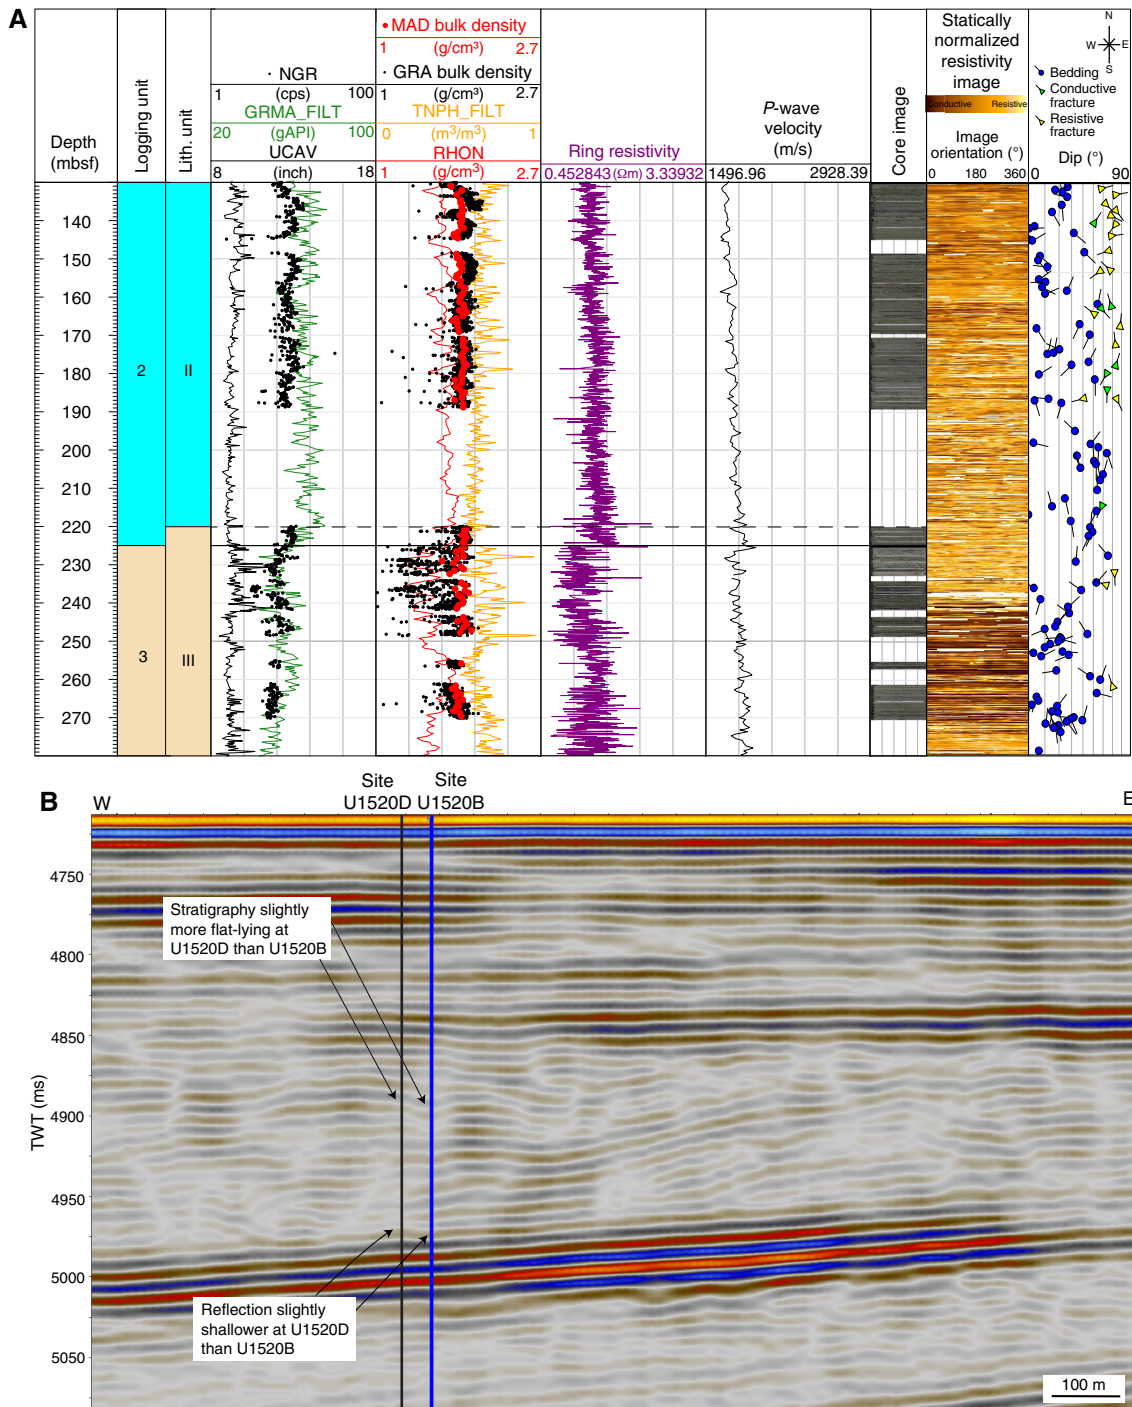 A
Depth
(mbsf)
Logging unit
Lith. unit
NGR
1 (cps) 100
GRMA_FILT
20 (gAPI) 100
UCAV
8 (inch) 18
MAD bulk density
1 (g/cm³) 2.7
GRA bulk density
1 (g/cm³) 2.7
TNPH_FILT
0 (m³/m³) 1
RHON
1 (g/cm³) 2.7
Ring resistivity
0.452843 (Ωm) 3.33932
P-wave
velocity
(m/s)
1496.96 2928.39
Core image
Statically
normalized
resistivity
image
Conductive Resistive
Image
orientation (°)
0 180 360
N
W E
S
Bedding
Conductive
fracture
Resistive
fracture
Dip (°)
0 90
140
150
160
170
180
190
200
210
220
230
240
250
260
270
2
II
3
III
B
W
Site
U1520D
Site
U1520B
E
TWT (ms)
4750
4800
4850
4900
4950
5000
5050
Stratigraphy slightly
more flat-lying at
U1520D than U1520B
Reflection slightly
shallower at U1520D
than U1520B
100 m